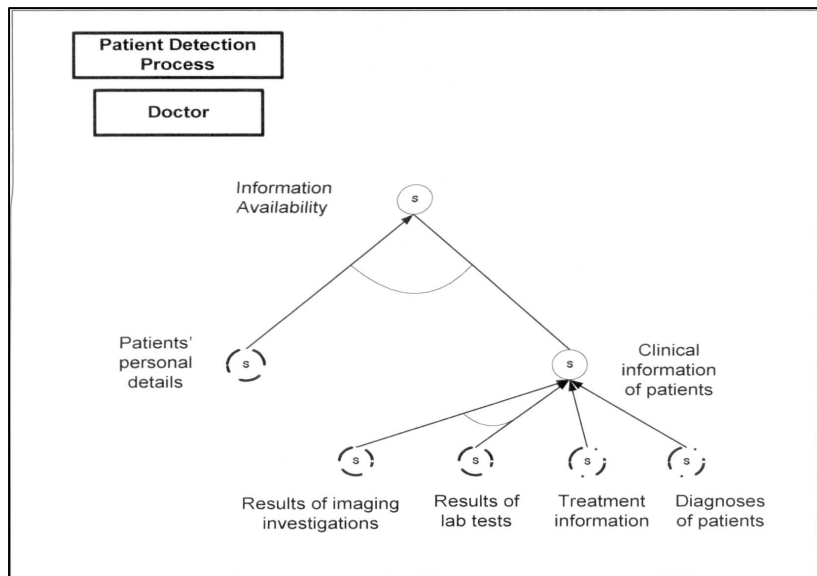 Patient Detection
Process
Doctor
Information
Availability
s
Patients'
personal
details
s
s
Clinical
information
of patients
s
s
s
s
Results of imaging
investigations
Results of
lab tests
Treatment
information
Diagnoses
of patients